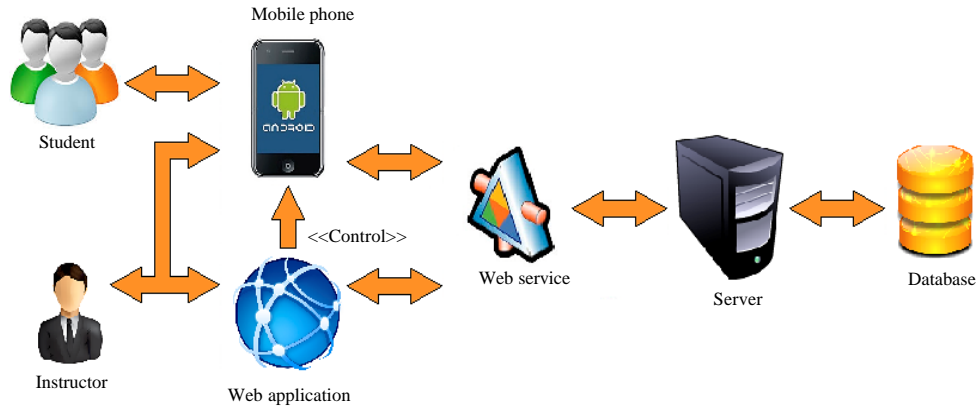 Mobile phone
ANDROID
Student
<<Control>>
Web service
Server
Database
Instructor
Web application